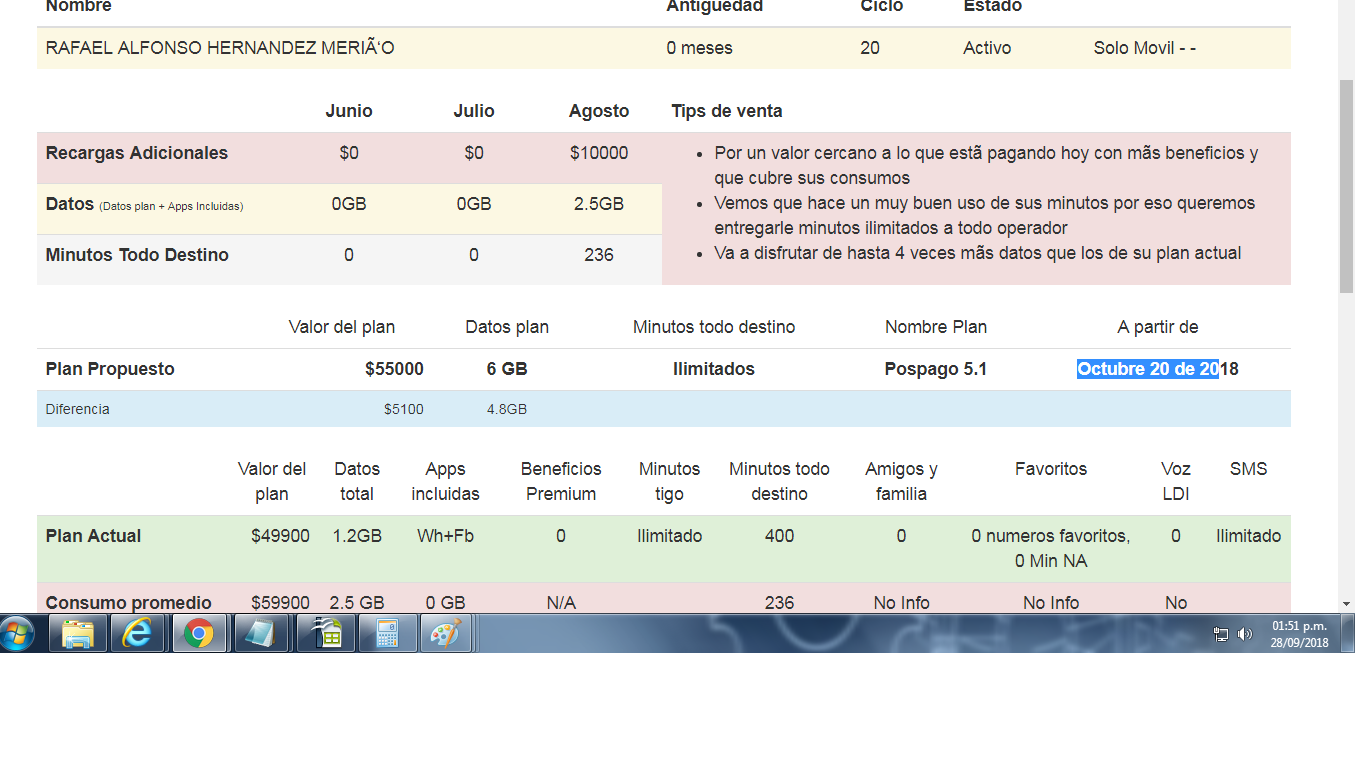 Nombre Antigüedad Ciclo Estado
RAFAEL ALFONSO HERNANDEZ MERIÃ‘O 0 meses 20 Activo Solo Movil - -
Junio Julio Agosto Tips de venta
Recargas Adicionales $0 $0 $10000
Datos (Datos plan + Apps Incluidas) 0GB 0GB 2.5GB
Minutos Todo Destino 0 0 236
• Por un valor cercano a lo que estã pagando hoy con mãs beneficios y
que cubre sus consumos
• Vemos que hace un muy buen uso de sus minutos por eso queremos
entregarle minutos ilimitados a todo operador
• Va a disfrutar de hasta 4 veces mãs datos que los de su plan actual
Valor del plan Datos plan Minutos todo destino Nombre Plan A partir de
Plan Propuesto $55000 6 GB Ilimitados Pospago 5.1 Octubre 20 de 2018
Diferencia $5100 4.8GB
Valor del Datos Apps Beneficios Minutos Minutos todo Amigos y Favoritos Voz SMS
plan total incluidas Premium tigo destino familia LDI
Plan Actual $49900 1.2GB Wh+Fb 0 Ilimitado 400 0 0 numeros favoritos, 0 Ilimitado
0 Min NA
Consumo promedio $59900 2.5 GB 0 GB N/A 236 No Info No Info No
01:51 p.m.
28/09/2018